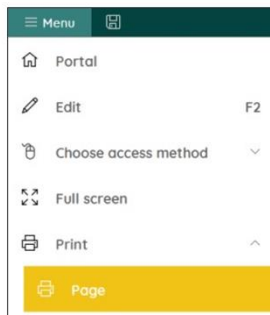 Menu
Portal
Edit F2
Choose access method
Full screen
Print
Page